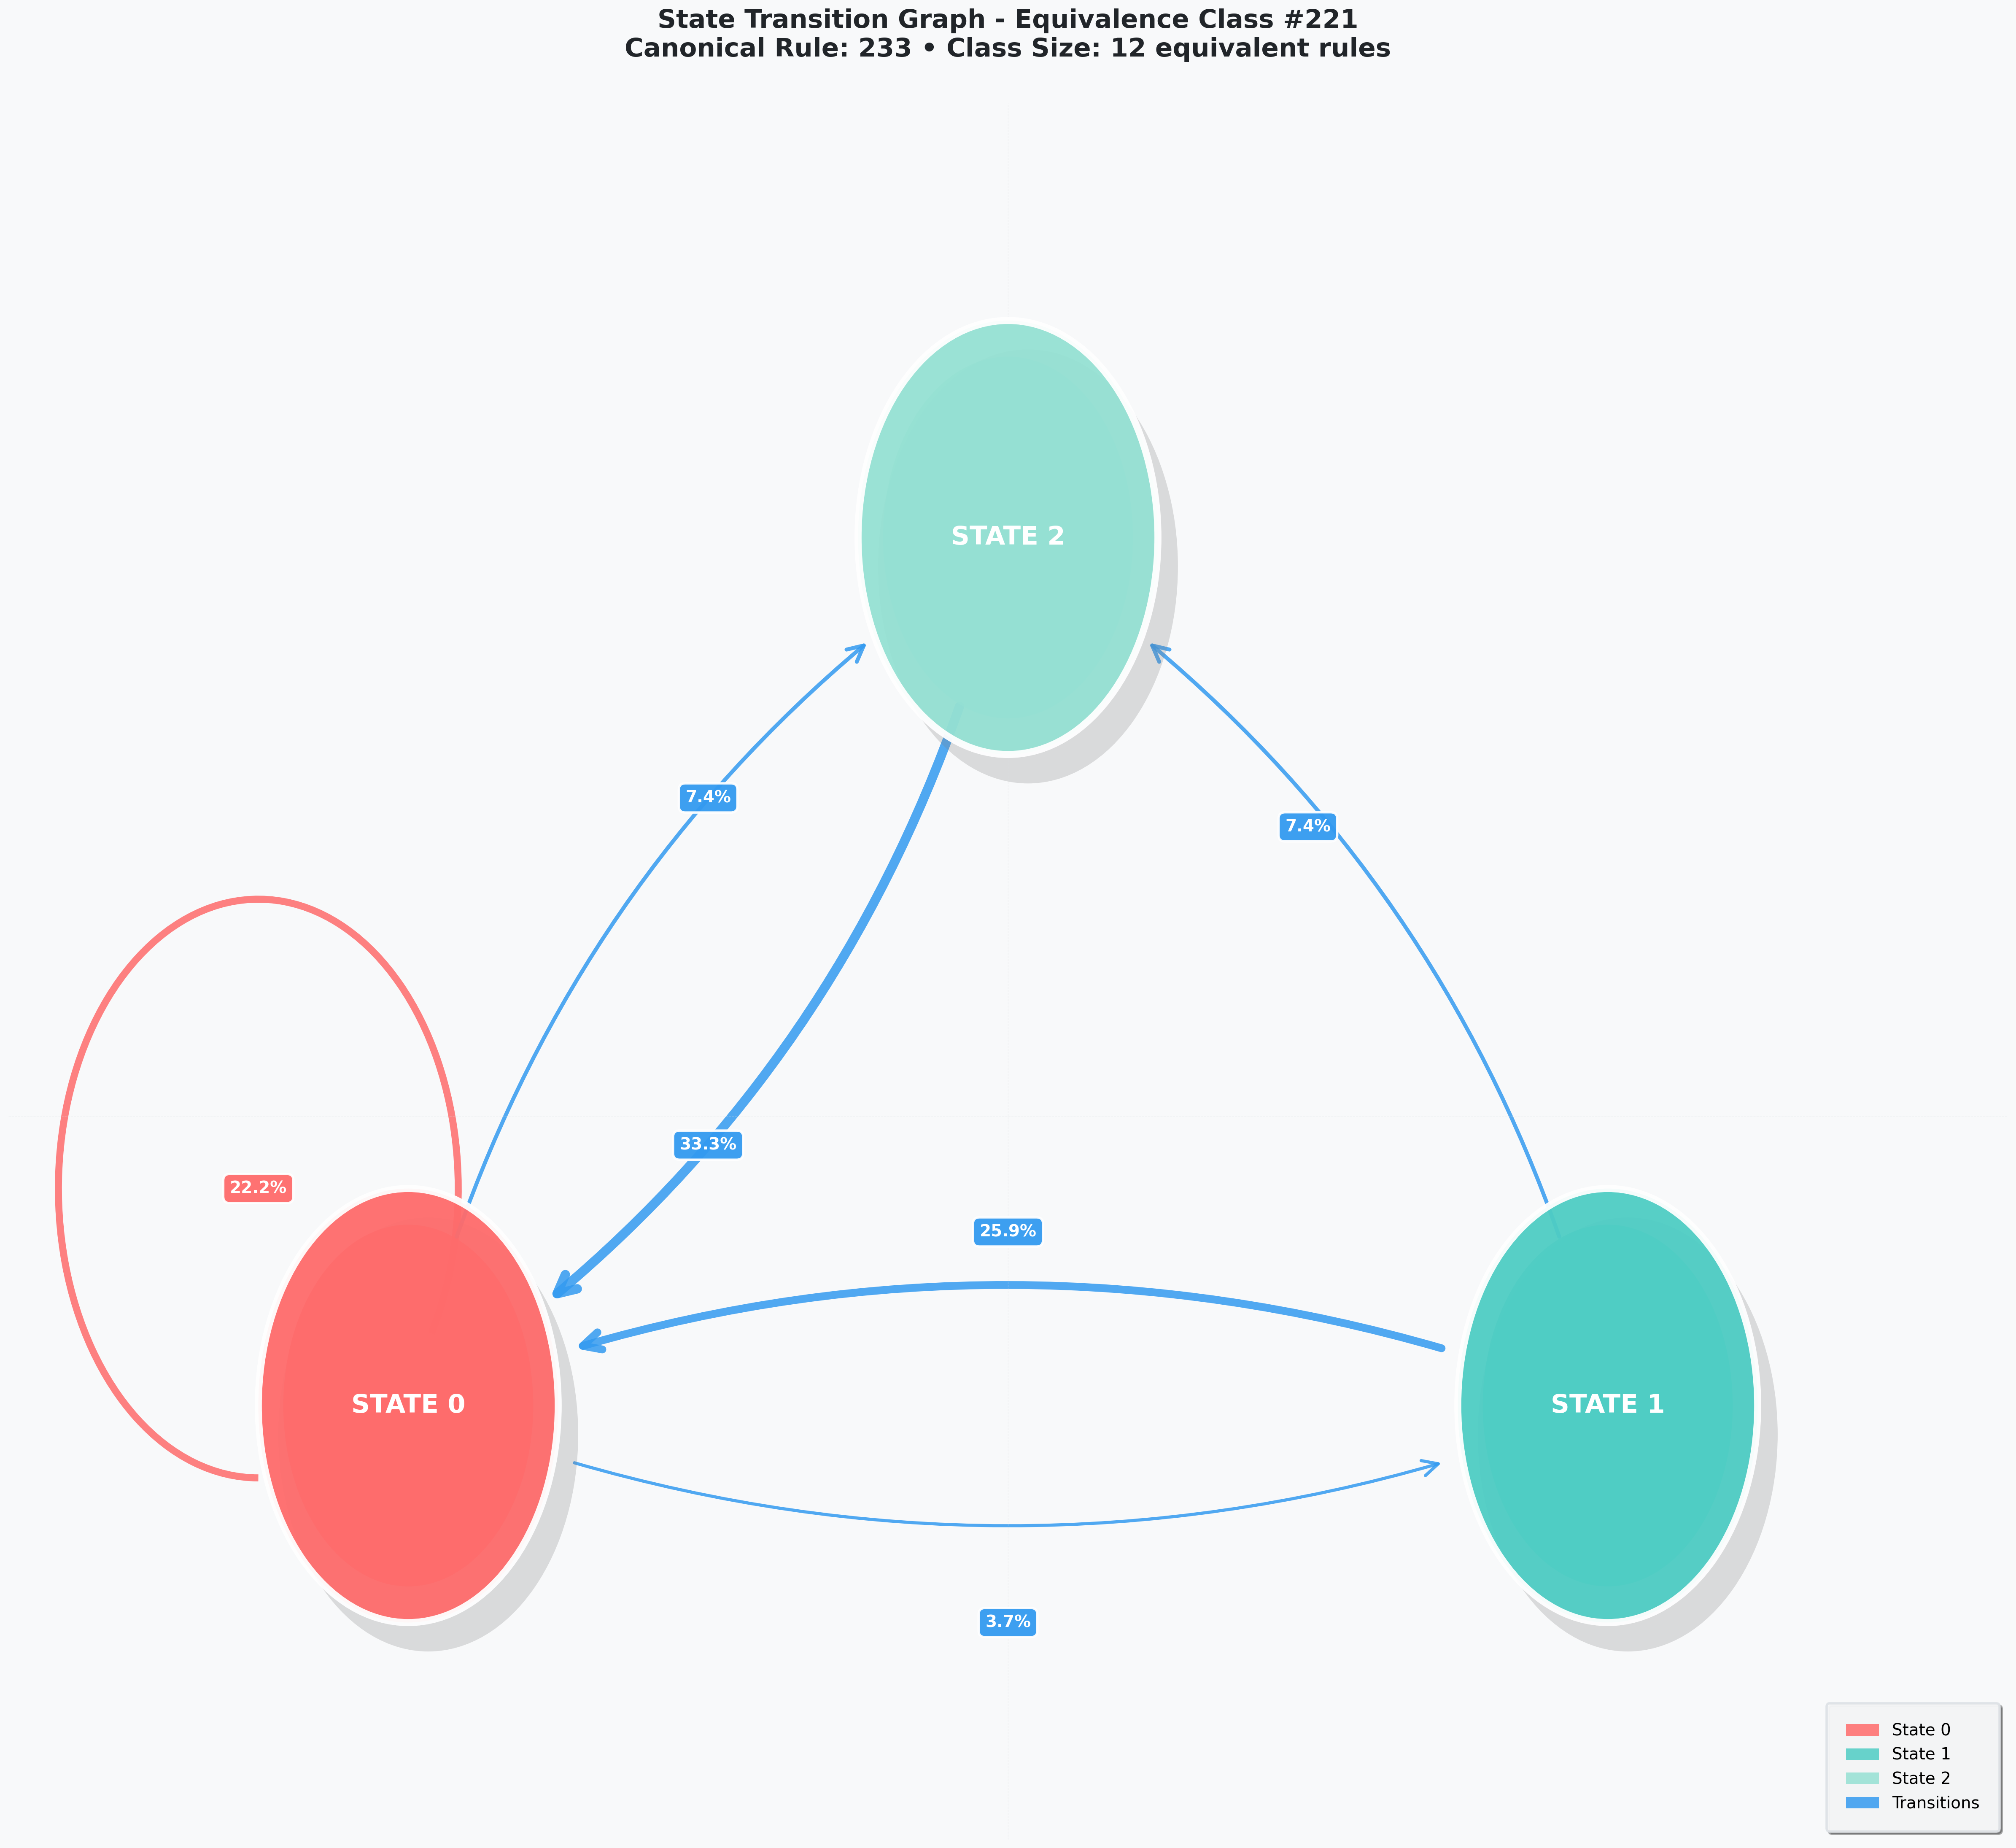 State Transition Graph - Equivalence Class #221
Canonical Rule: 233 • Class Size: 12 equivalent rules
STATE 2
7.4%
7.4%
33.3%
22.2%
25.9%
STATE 0
STATE 1
3.7%
State 0
State 1
State 2
Transitions